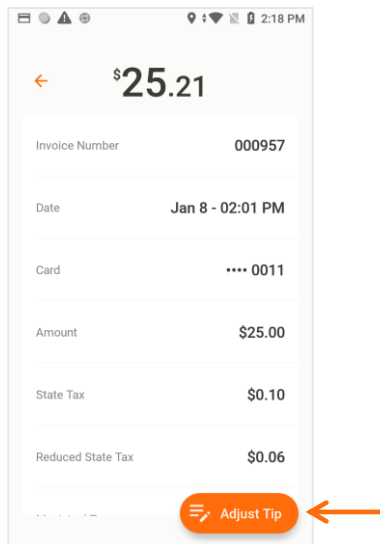 2:18 PM
$25.21
Invoice Number 000957
Date Jan 8 - 02:01 PM
Card •••• 0011
Amount $25.00
State Tax $0.10
Reduced State Tax $0.06
Adjust Tip